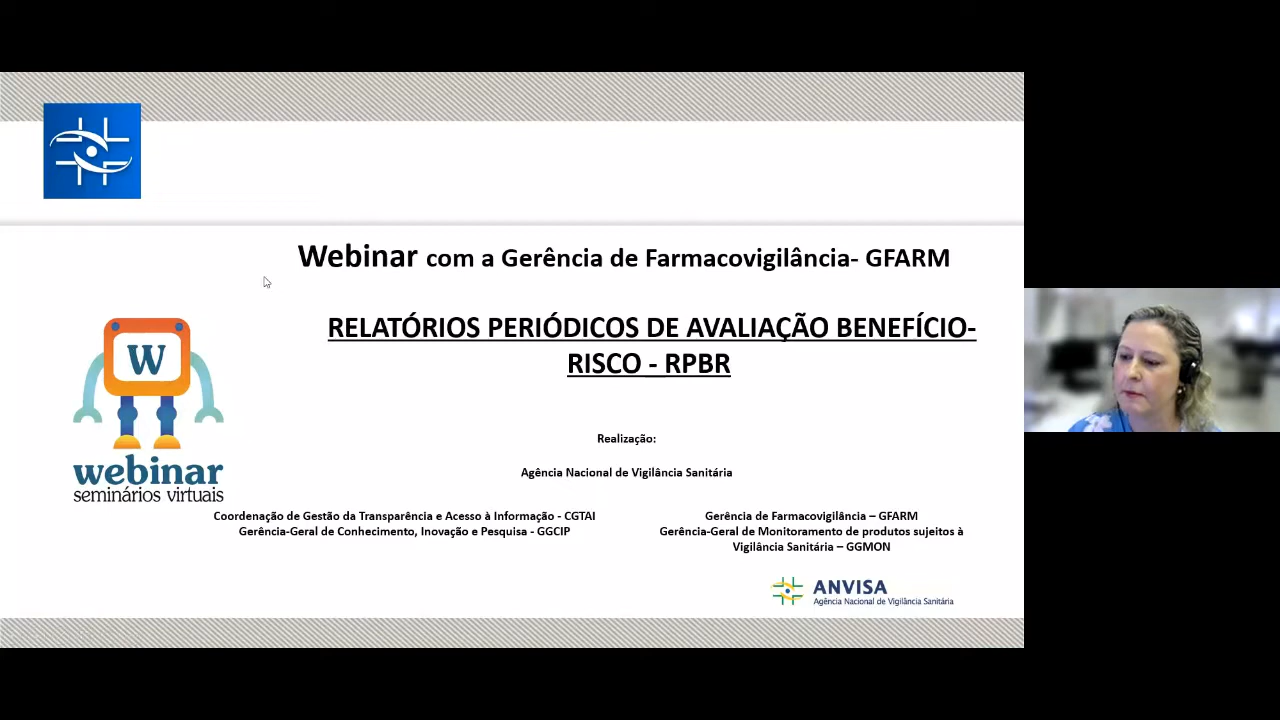 Webinar com a Gerência de Farmacovigilância- GFARM
RELATÓRIOS PERIÓDICOS DE AVALIAÇÃO BENEFÍCIO-
RISCO - RPBR
W
webinar
seminários virtuais
Realização:
Agência Nacional de Vigilância Sanitária
Coordenação de Gestão da Transparência e Acesso à Informação - CGTAI
Gerência-Geral de Conhecimento, Inovação e Pesquisa - GGCIP
Gerência de Farmacovigilância – GFARM
Gerência-Geral de Monitoramento de produtos sujeitos à
Vigilância Sanitária – GGMON
ANVISA
Agência Nacional de Vigilância Sanitária